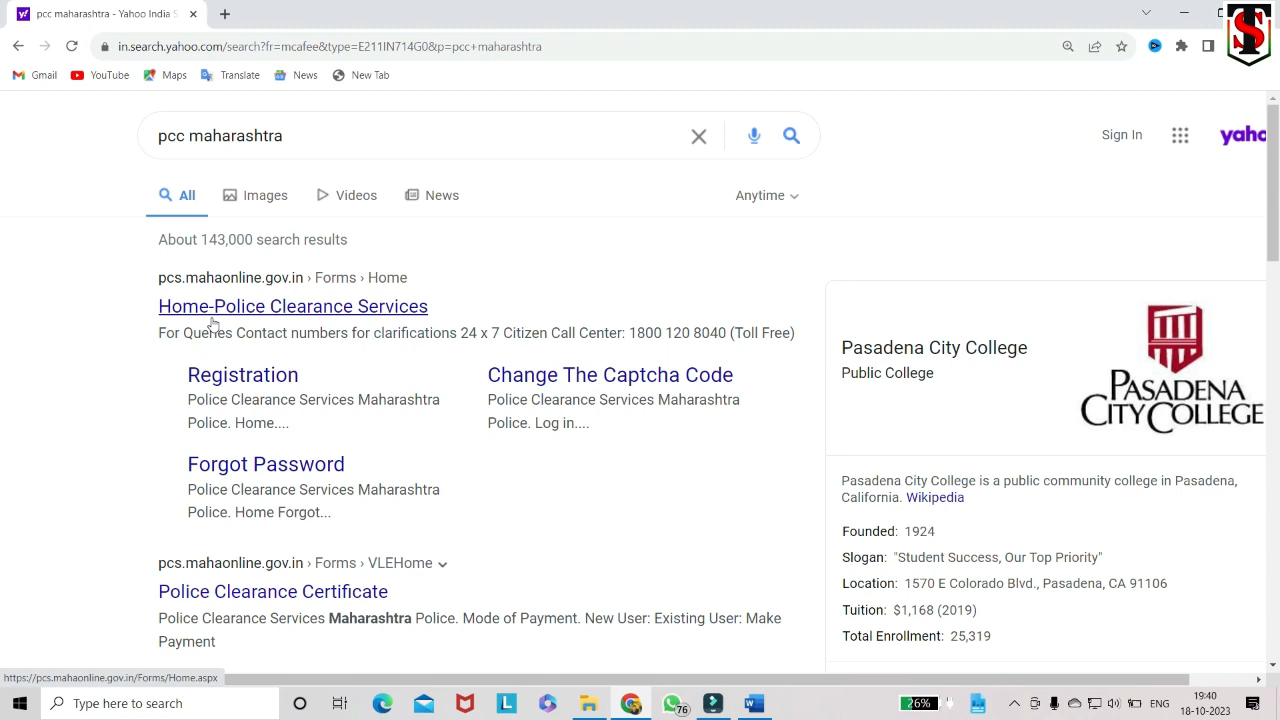 pcc maharashtra - Yahoo India S
in.search.yahoo.com/search?fr=mcafee&type=E211IN714G0&p=pcc+maharashtra
Gmail YouTube Maps Translate News New Tab
pcc maharashtra
Sign In
All Images Videos News Anytime
About 143,000 search results
pcs.mahaonline.gov.in › Forms › Home
Home-Police Clearance Services
For Queries Contact numbers for clarifications 24 x 7 Citizen Call Center: 1800 120 8040 (Toll Free)
Registration
Police Clearance Services Maharashtra
Police. Home....
Change The Captcha Code
Police Clearance Services Maharashtra
Police. Log in....
Forgot Password
Police Clearance Services Maharashtra
Police. Home Forgot...
pcs.mahaonline.gov.in › Forms › VLEHome
Police Clearance Certificate
Police Clearance Services Maharashtra Police. Mode of Payment. New User: Existing User: Make
Payment
Pasadena City College
Public College
PASADENA
CITY COLLEGE
Pasadena City College is a public community college in Pasadena,
California. Wikipedia
Founded: 1924
Slogan: "Student Success, Our Top Priority"
Location: 1570 E Colorado Blvd., Pasadena, CA 91106
Tuition: $1,168 (2019)
Total Enrollment: 25,319
https://pcs.mahaonline.gov.in/Forms/Home.aspx
Type here to search
76
26%
ENG
19:40
18-10-2023